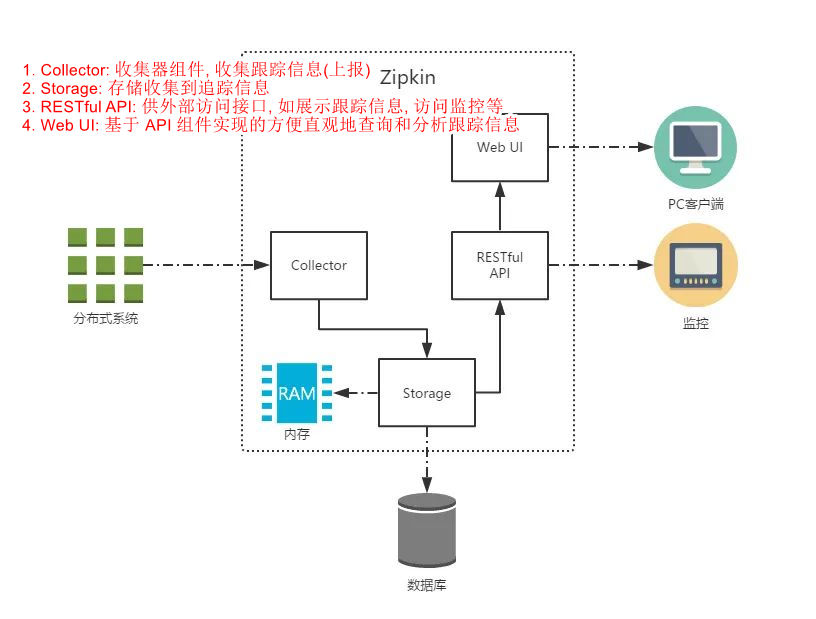 1. Collector: 收集器组件, 收集跟踪信息(上报)
2. Storage: 存储收集到追踪信息
3. RESTful API: 供外部访问接口, 如展示跟踪信息, 访问监控等
4. Web UI: 基于 API 组件实现的方便直观地查询和分析跟踪信息
Zipkin
Web UI
PC客户端
分布式系统
Collector
RESTful
API
监控
RAM
内存
Storage
数据库